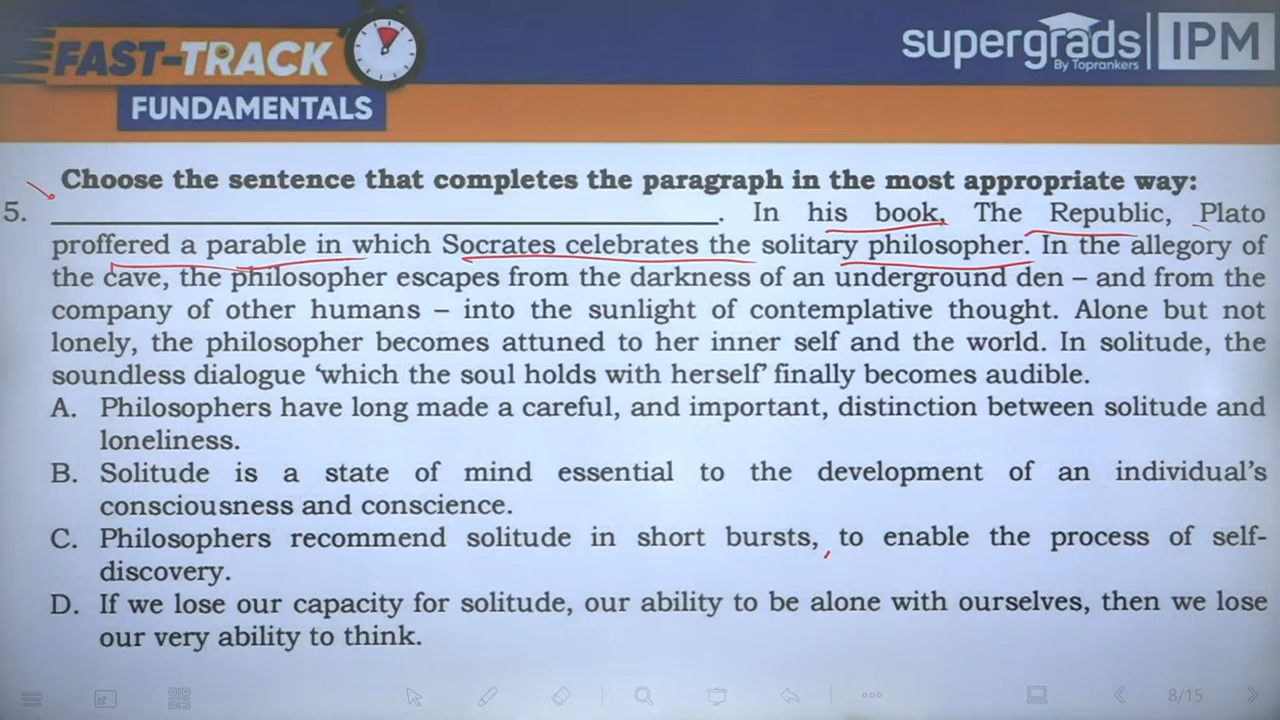 FAST-TRACK
FUNDAMENTALS
supergrads
By Toprankers
IPM
Choose the sentence that completes the paragraph in the most appropriate way:
5. ________________________________________. In his book, The Republic, Plato
proffered a parable in which Socrates celebrates the solitary philosopher. In the allegory of
the cave, the philosopher escapes from the darkness of an underground den – and from the
company of other humans – into the sunlight of contemplative thought. Alone but not
lonely, the philosopher becomes attuned to her inner self and the world. In solitude, the
soundless dialogue ‘which the soul holds with herself’ finally becomes audible.
A. Philosophers have long made a careful, and important, distinction between solitude and
loneliness.
B. Solitude is a state of mind essential to the development of an individual’s
consciousness and conscience.
C. Philosophers recommend solitude in short bursts, to enable the process of self-
discovery.
D. If we lose our capacity for solitude, our ability to be alone with ourselves, then we lose
our very ability to think.
8/15